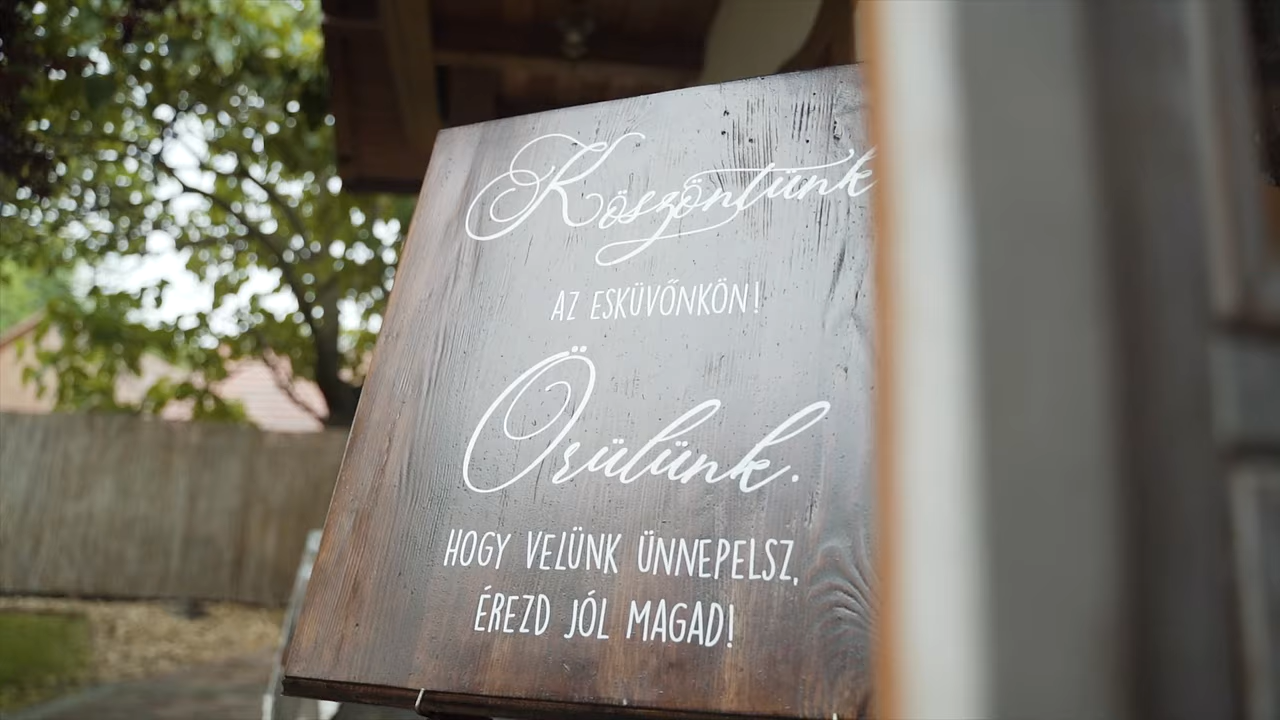 Köszöntünk
AZ ESKÜVŐNKÖN!
Örülünk.
HOGY VELÜNK ÜNNEPELSZ,
ÉREZD JÓL MAGAD!